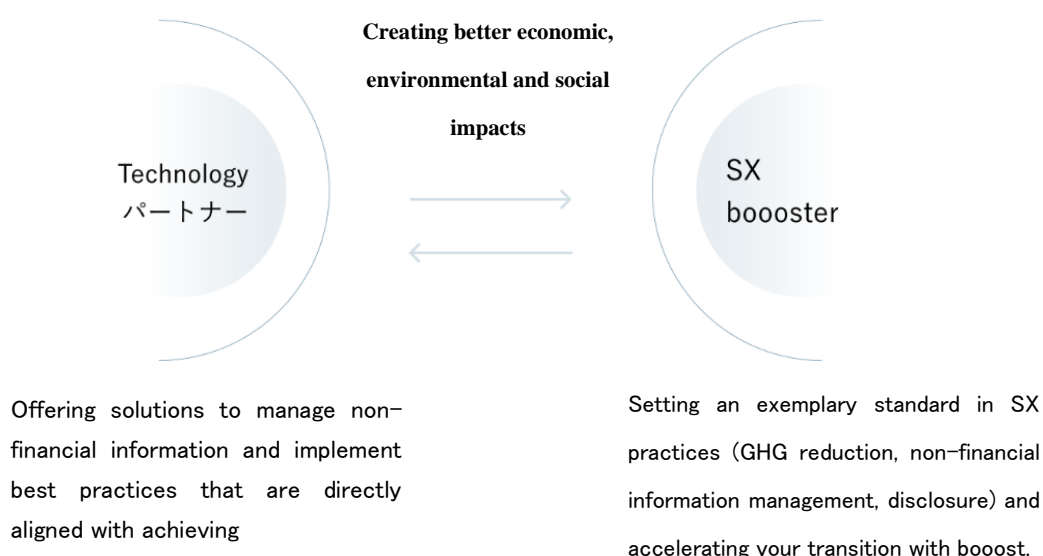 Creating better economic,
environmental and social
impacts
Technology
パートナー
SX
boooster
Offering solutions to manage non-
financial information and implement
best practices that are directly
aligned with achieving
Setting an exemplary standard in SX
practices (GHG reduction, non-financial
information management, disclosure) and
accelerating your transition with booost.